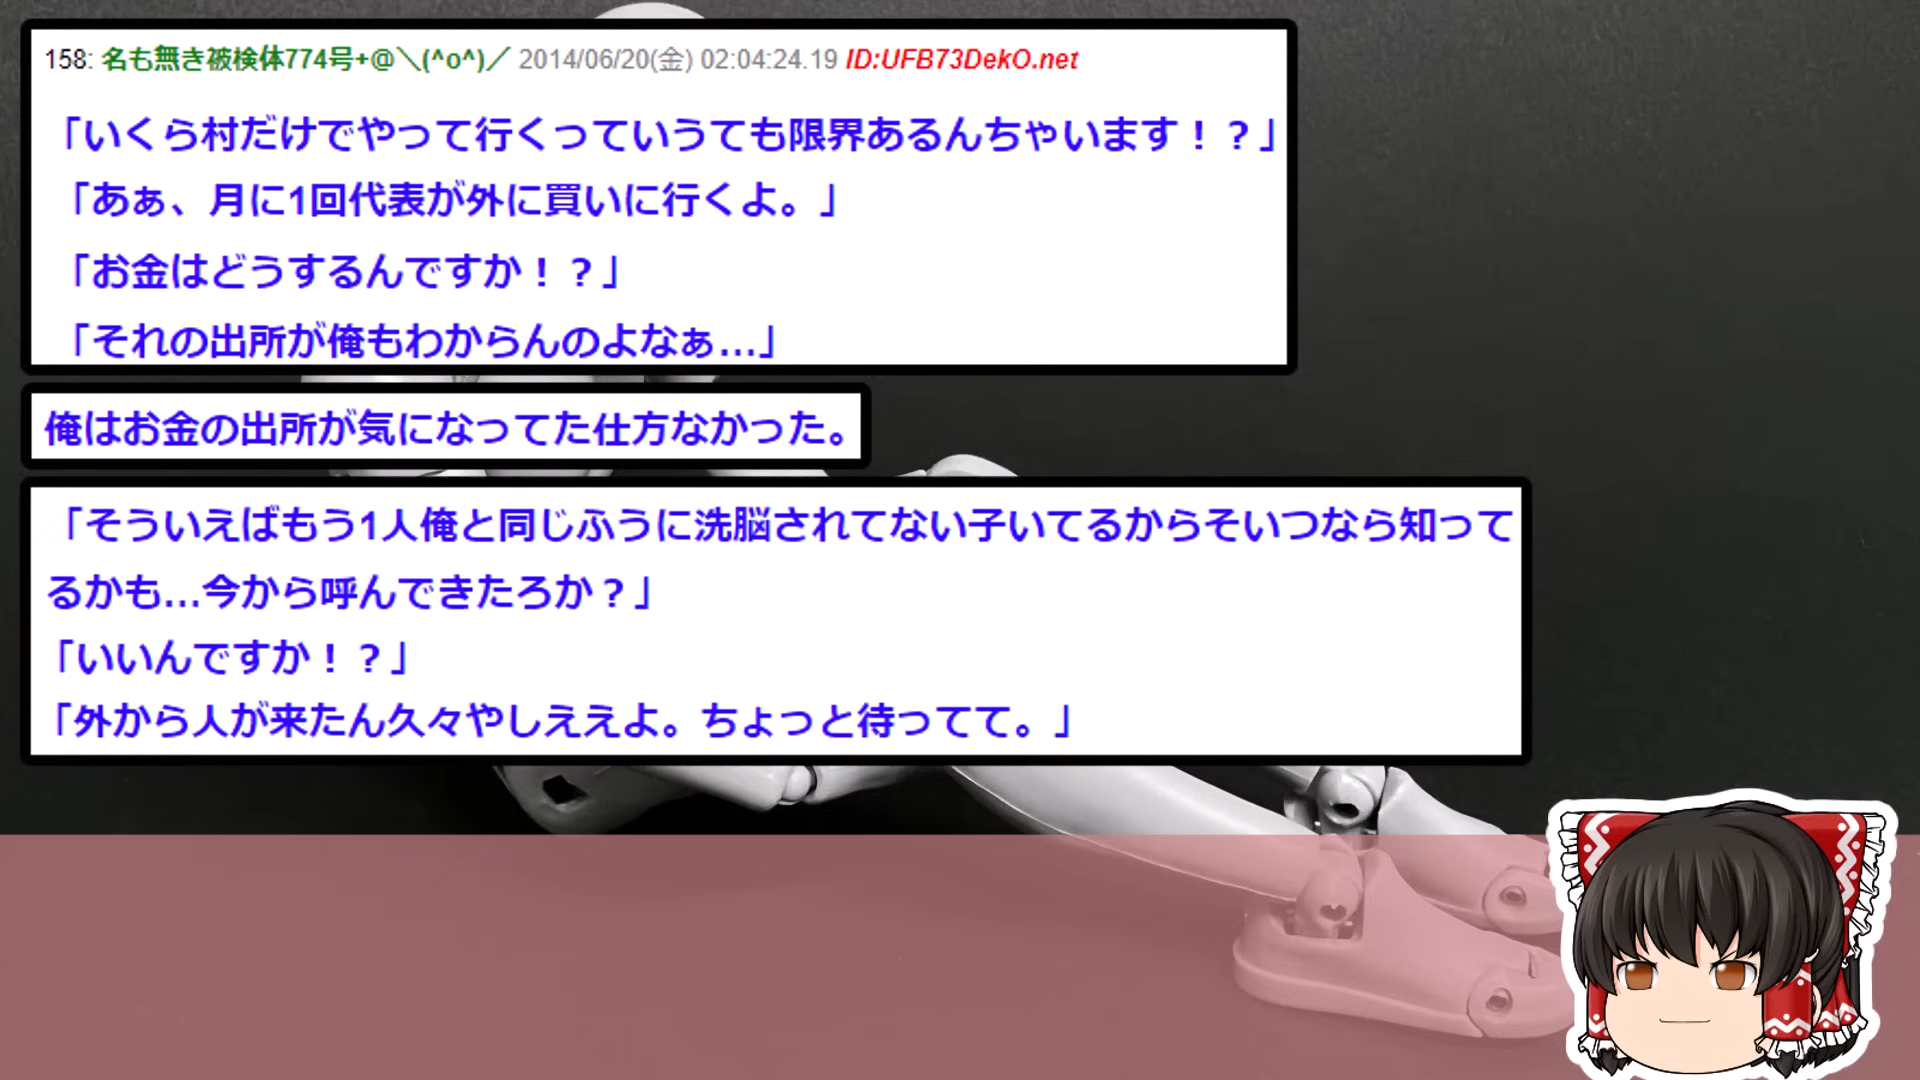 158: 名も無き被検体774号+@＼(^o^)／ 2014/06/20(金) 02:04:24.19 ID:UFB73DekO.net
「いくら村だけでやって行くっていうても限界あるんちゃいます！？」
「あぁ、月に1回代表が外に買いに行くよ。」
「お金はどうするんですか！？」
「それの出所が俺もわからんのよなぁ…」
俺はお金の出所が気になってた仕方なかった。
「そういえばもう1人俺と同じふうに洗脳されてない子いてるからそいつなら知って
るかも…今から呼んできたろか？」
「いいんですか！？」
「外から人が来たん久々やしええよ。ちょっと待ってて。」